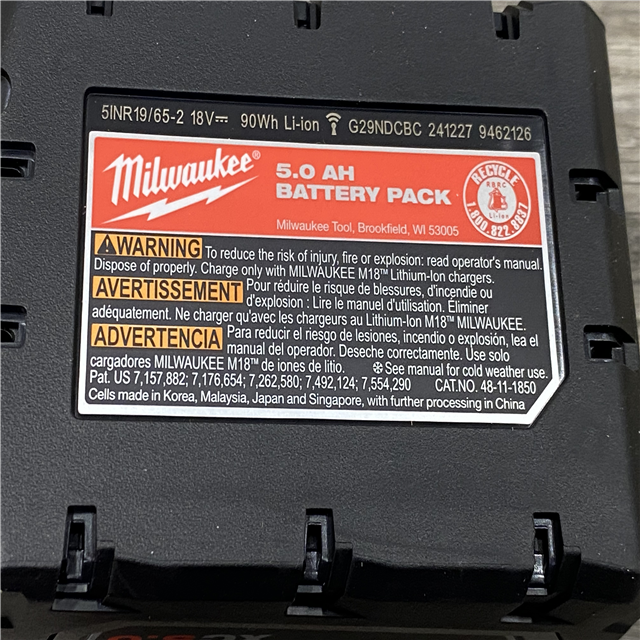 5INR19/65-2 18V⎓ 90Wh Li-ion G29NDCBC 241227 9462126
Milwaukee®
5.0 AH
BATTERY PACK
Milwaukee Tool, Brookfield, WI 53005
RECYCLE
RBRC
Li-ion
1.800.822.8837
WARNING To reduce the risk of injury, fire or explosion: read operator's manual.
Dispose of properly. Charge only with MILWAUKEE M18™ Lithium-Ion chargers.
AVERTISSEMENT Pour réduire le risque de blessures, d'incendie ou
d'explosion : Lire le manuel d'utilisation. Éliminer
adéquatement. Ne charger qu'avec les chargeurs au Lithium-Ion M18™ MILWAUKEE.
ADVERTENCIA Para reducir el riesgo de lesiones, incendio o explosión, lea el
manual del operador. Deseche correctamente. Use solo
cargadores MILWAUKEE M18™ de iones de litio. ❄See manual for cold weather use.
Pat. US 7,157,882; 7,176,654; 7,262,580; 7,492,124; 7,554,290 CAT.NO. 48-11-1850
Cells made in Korea, Malaysia, Japan and Singapore, with further processing in China